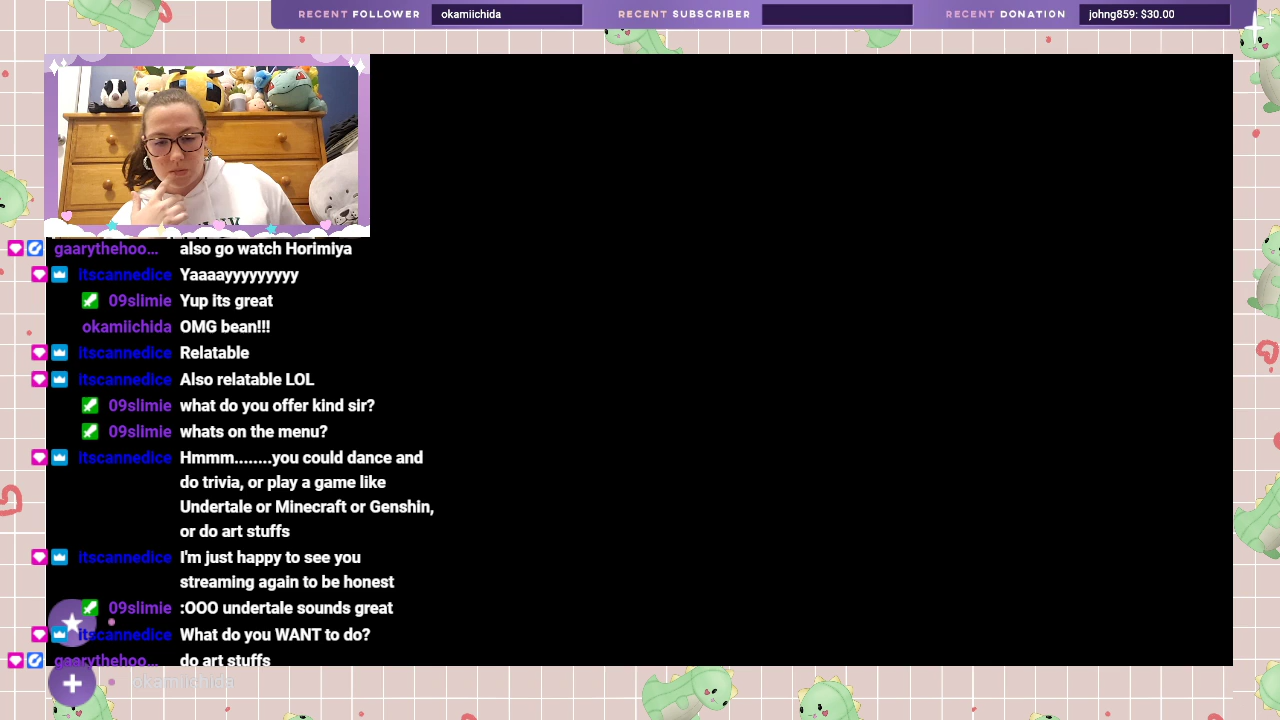 RECENT FOLLOWER okamiichida RECENT SUBSCRIBER RECENT DONATION johng859: $30.00
gaarythehoo... also go watch Horimiya
itscannedice Yaaaayyyyyyyyy
09slimie Yup its great
okamiichida OMG bean!!!
itscannedice Relatable
itscannedice Also relatable LOL
09slimie what do you offer kind sir?
09slimie whats on the menu?
itscannedice Hmmm........you could dance and
do trivia, or play a game like
Undertale or Minecraft or Genshin,
or do art stuffs
itscannedice I'm just happy to see you
streaming again to be honest
09slimie :OOO undertale sounds great
itscannedice What do you WANT to do?
gaarythehoo... do art stuffs
okamiichida